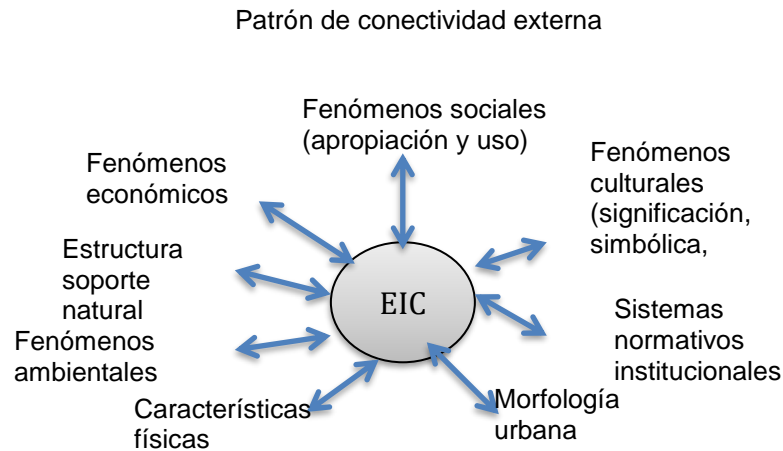 Patrón de conectividad externa
Fenómenos sociales
(apropiación y uso)
Fenómenos
económicos
Fenómenos
culturales
(significación,
simbólica,
Estructura
soporte
natural
EIC
Sistemas
normativos
institucionales
Fenómenos
ambientales
Características
físicas
Morfología
urbana